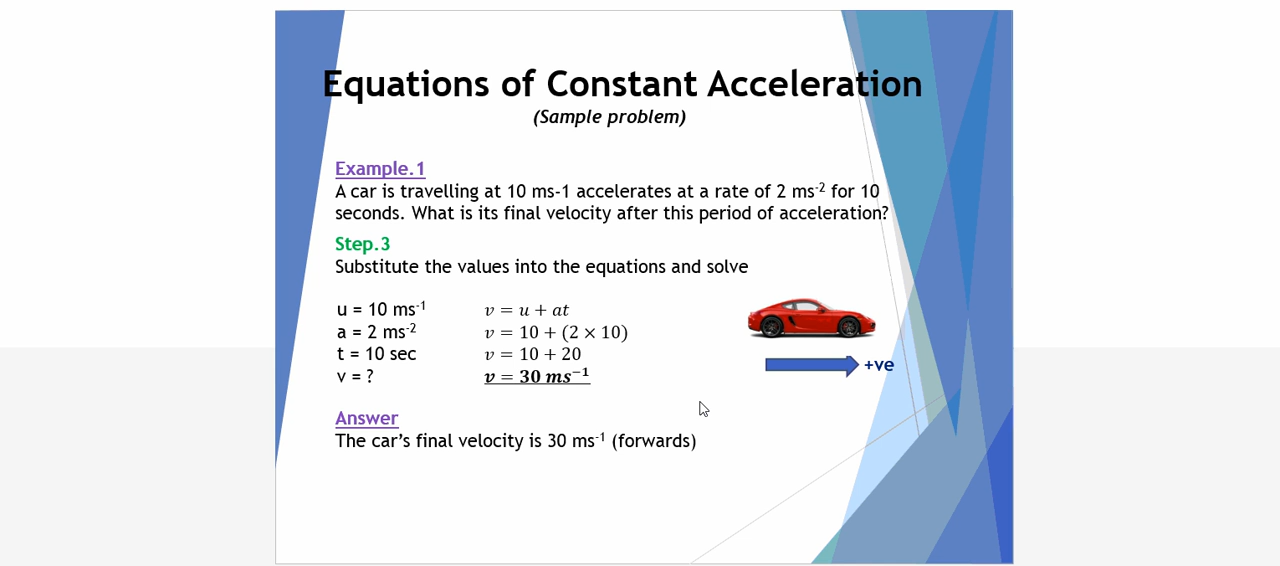 Equations of Constant Acceleration
(Sample problem)
Example.1
A car is travelling at 10 ms-1 accelerates at a rate of 2 ms⁻² for 10
seconds. What is its final velocity after this period of acceleration?
Step.3
Substitute the values into the equations and solve
u = 10 ms⁻¹
a = 2 ms⁻²
t = 10 sec
v = ?
v = u + at
v = 10 + (2 × 10)
v = 10 + 20
v = 30 ms⁻¹
+ve
Answer
The car’s final velocity is 30 ms⁻¹ (forwards)